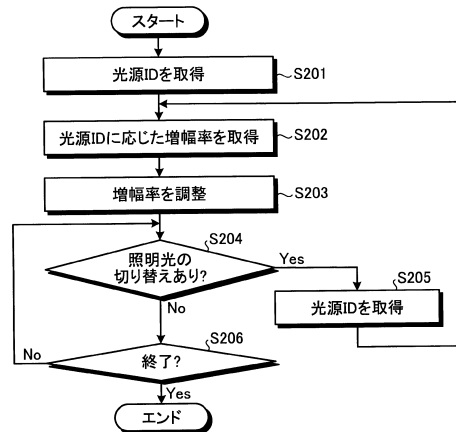 スタート
光源IDを取得
S201
光源IDに応じた増幅率を取得
S202
増幅率を調整
S203
照明光の
切り替えあり?
S204
Yes
No
光源IDを取得
S205
終了?
S206
No
Yes
エンド